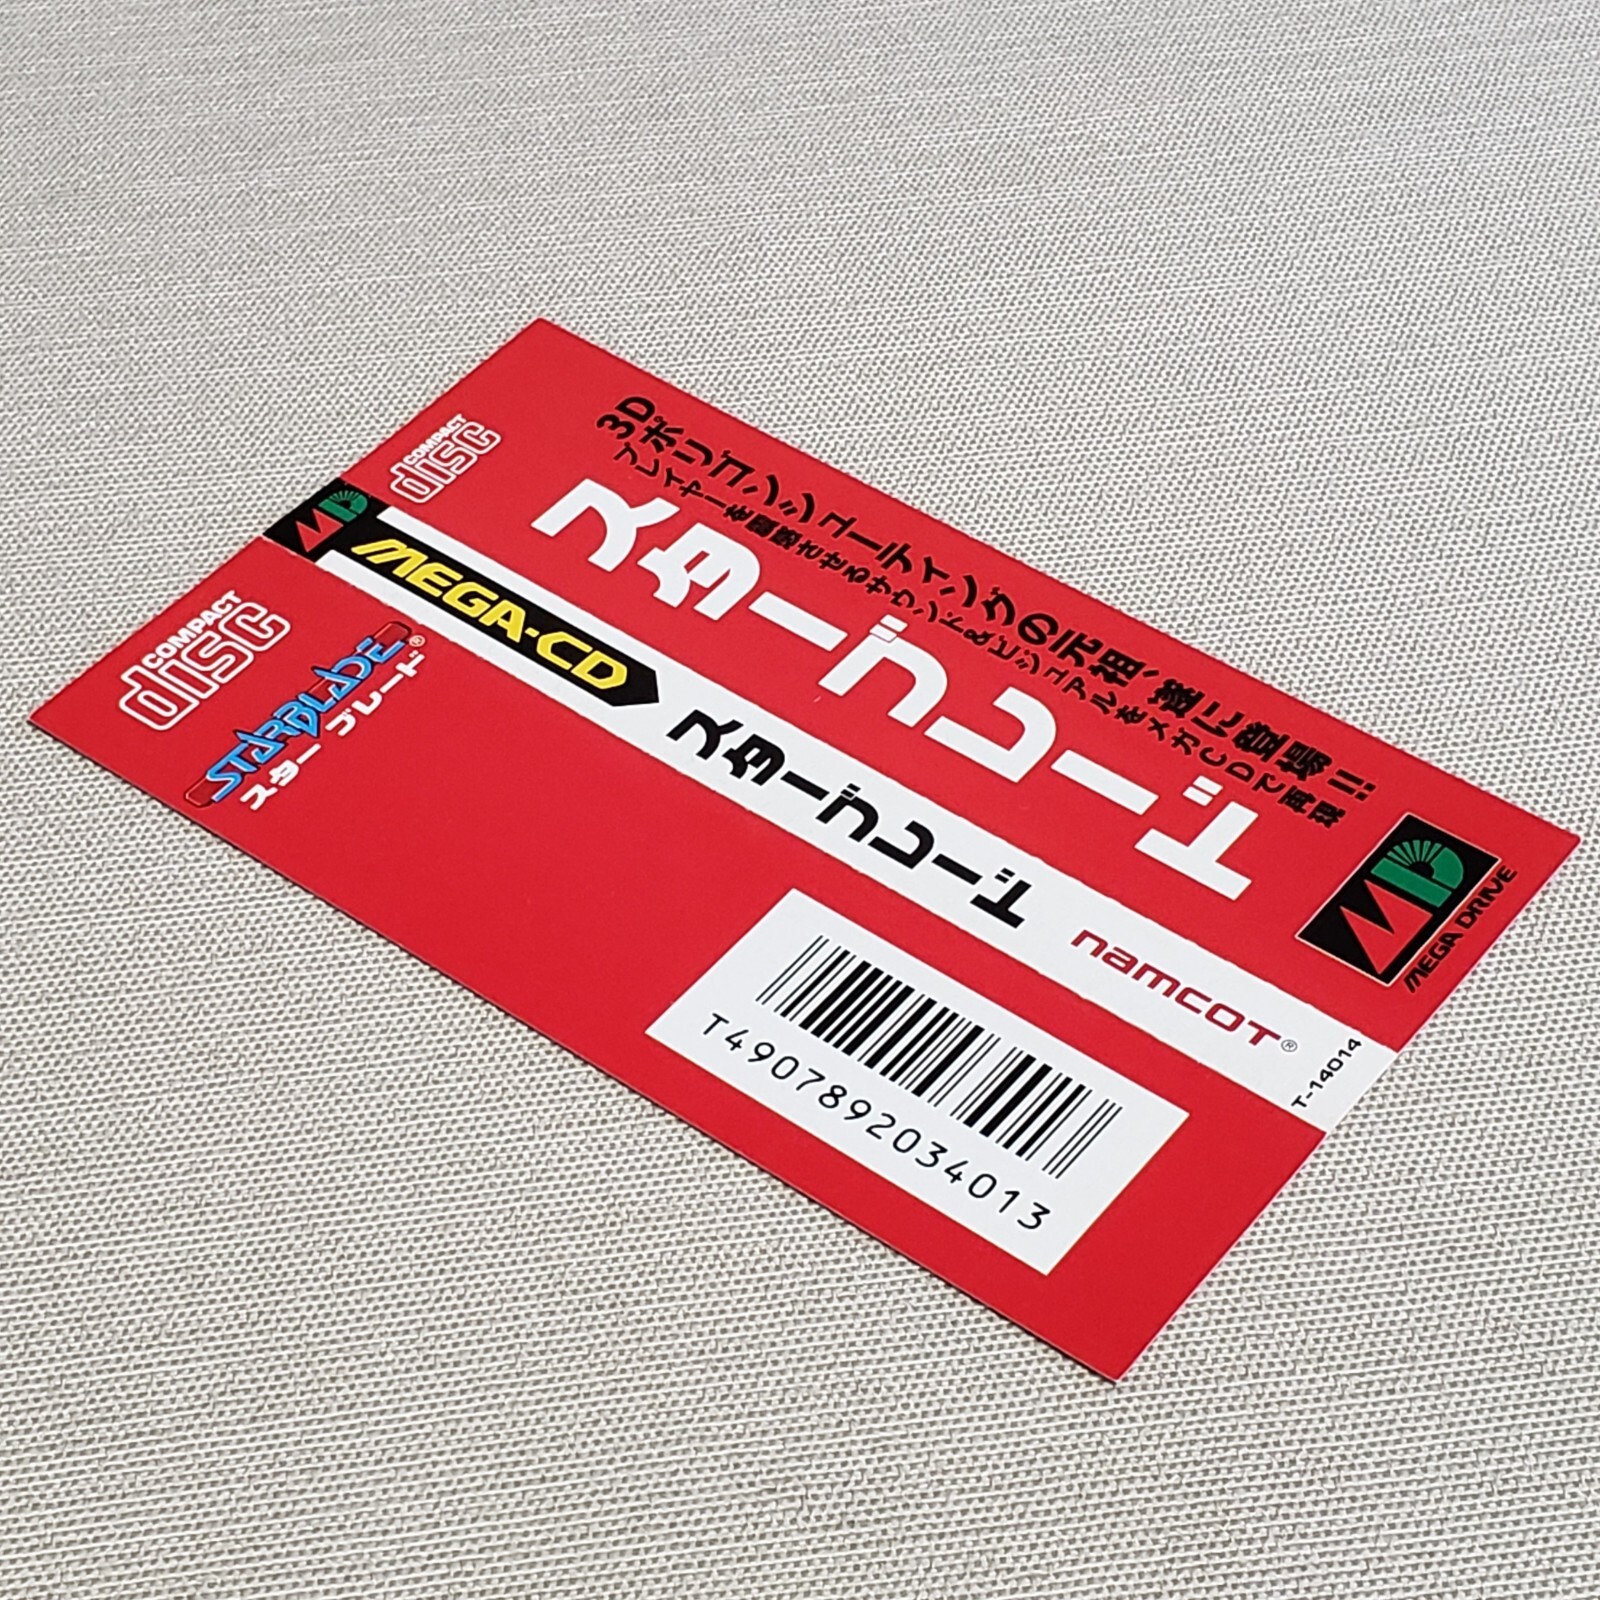 3Dポリゴンシューティングの元祖、遂に登場!!
プレイヤーを震感させるサウンド&ビジュアルをメガCDで再現
スターブレード
COMPACT
disc
MD
MEGA DRIVE
MD
MEGA-CD
スターブレード
namcot®
T-14014
COMPACT
disc
STARBLADE®
スターブレード
T4907892034013